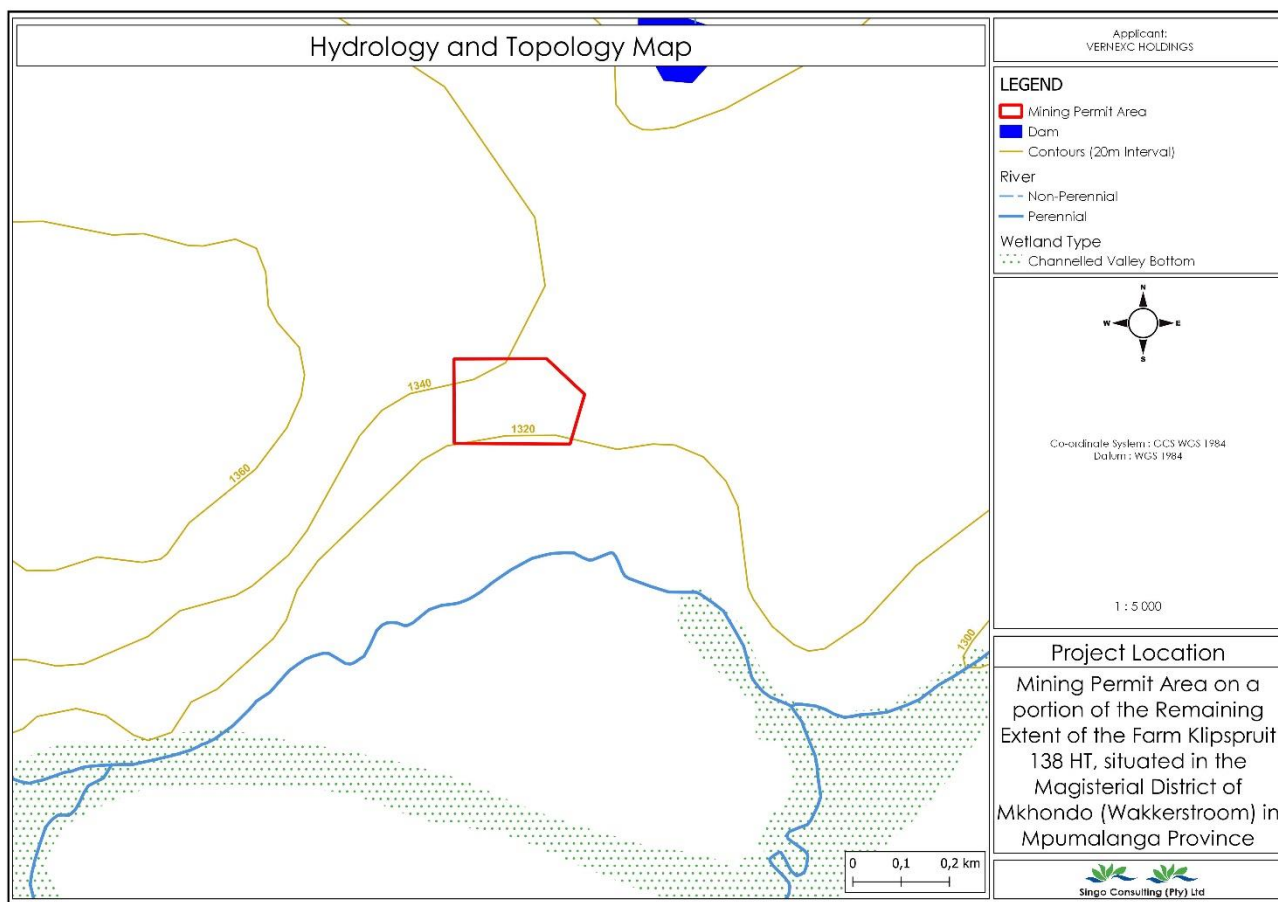 Hydrology and Topology Map
1340
1320
1360
1300
0 0,1 0,2 km
Applicant:
VERNEXC HOLDINGS
LEGEND
Mining Permit Area
Dam
Contours (20m Interval)
River
Non-Perennial
Perennial
Wetland Type
Channelled Valley Bottom
N
W E
S
Co-ordinate System : GCS WGS 1984
Datum : WGS 1984
1 : 5 000
Project Location
Mining Permit Area on a
portion of the Remaining
Extent of the Farm Klipspruit
138 HT, situated in the
Magisterial District of
Mkhondo (Wakkerstroom) in
Mpumalanga Province
Singo Consulting (Pty) Ltd